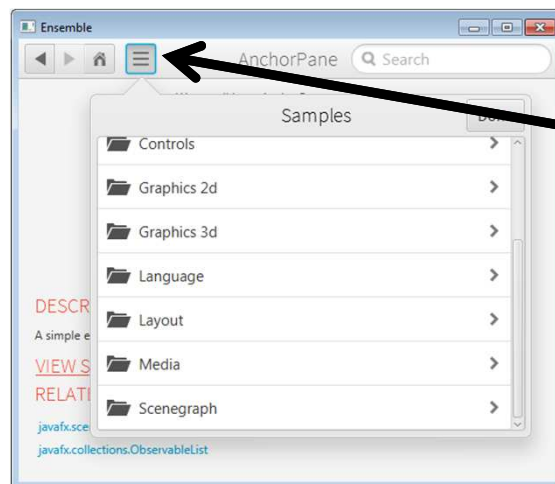 Ensemble
AnchorPane Search
Samples
Controls
Graphics 2d
Graphics 3d
Language
Layout
Media
Scenegraph
DESCR
A simple e
VIEW S
RELAT
javafx.sce
javafx.collections.ObservableList